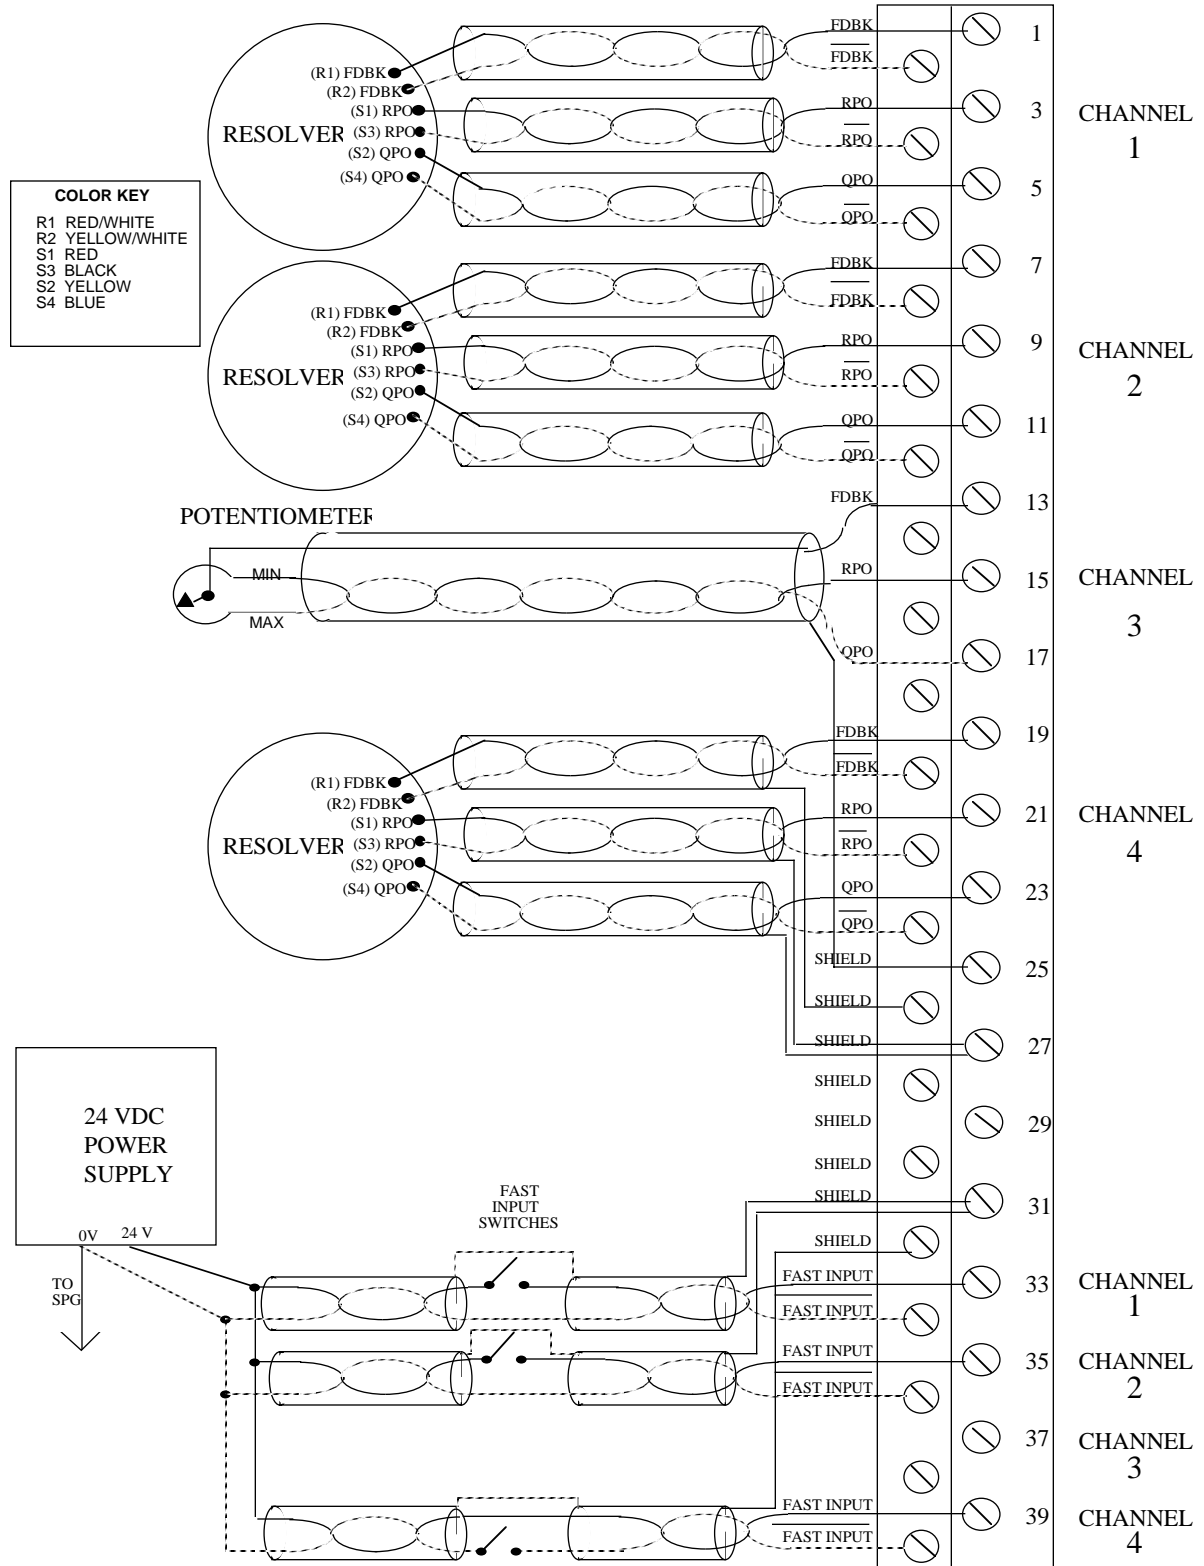 FDBK
1
FDBK
(R1) FDBK
(R2) FDBK
(S1) RPO
RPO
3
CHANNEL
1
RESOLVER
(S3) RPO
RPO
(S2) QPO
(S4) QPO
QPO
5
QPO
COLOR KEY
R1 RED/WHITE
R2 YELLOW/WHITE
S1 RED
S3 BLACK
S2 YELLOW
S4 BLUE
FDBK
7
FDBK
(R1) FDBK
(R2) FDBK
(S1) RPO
RPO
9
CHANNEL
2
RESOLVER
(S3) RPO
RPO
(S2) QPO
(S4) QPO
QPO
11
QPO
FDBK
13
POTENTIOMETER
MIN
MAX
RPO
15
CHANNEL
3
QPO
17
FDBK
19
FDBK
(R1) FDBK
(R2) FDBK
(S1) RPO
RPO
21
CHANNEL
4
RESOLVER
(S3) RPO
RPO
(S2) QPO
(S4) QPO
QPO
23
QPO
SHIELD
25
SHIELD
SHIELD
27
SHIELD
SHIELD
29
SHIELD
SHIELD
31
SHIELD
24 VDC
POWER
SUPPLY
0V
24 V
TO
SPG
FAST
INPUT
SWITCHES
FAST INPUT
33
CHANNEL
1
FAST INPUT
FAST INPUT
35
CHANNEL
2
FAST INPUT
37
CHANNEL
3
FAST INPUT
39
CHANNEL
4
FAST INPUT